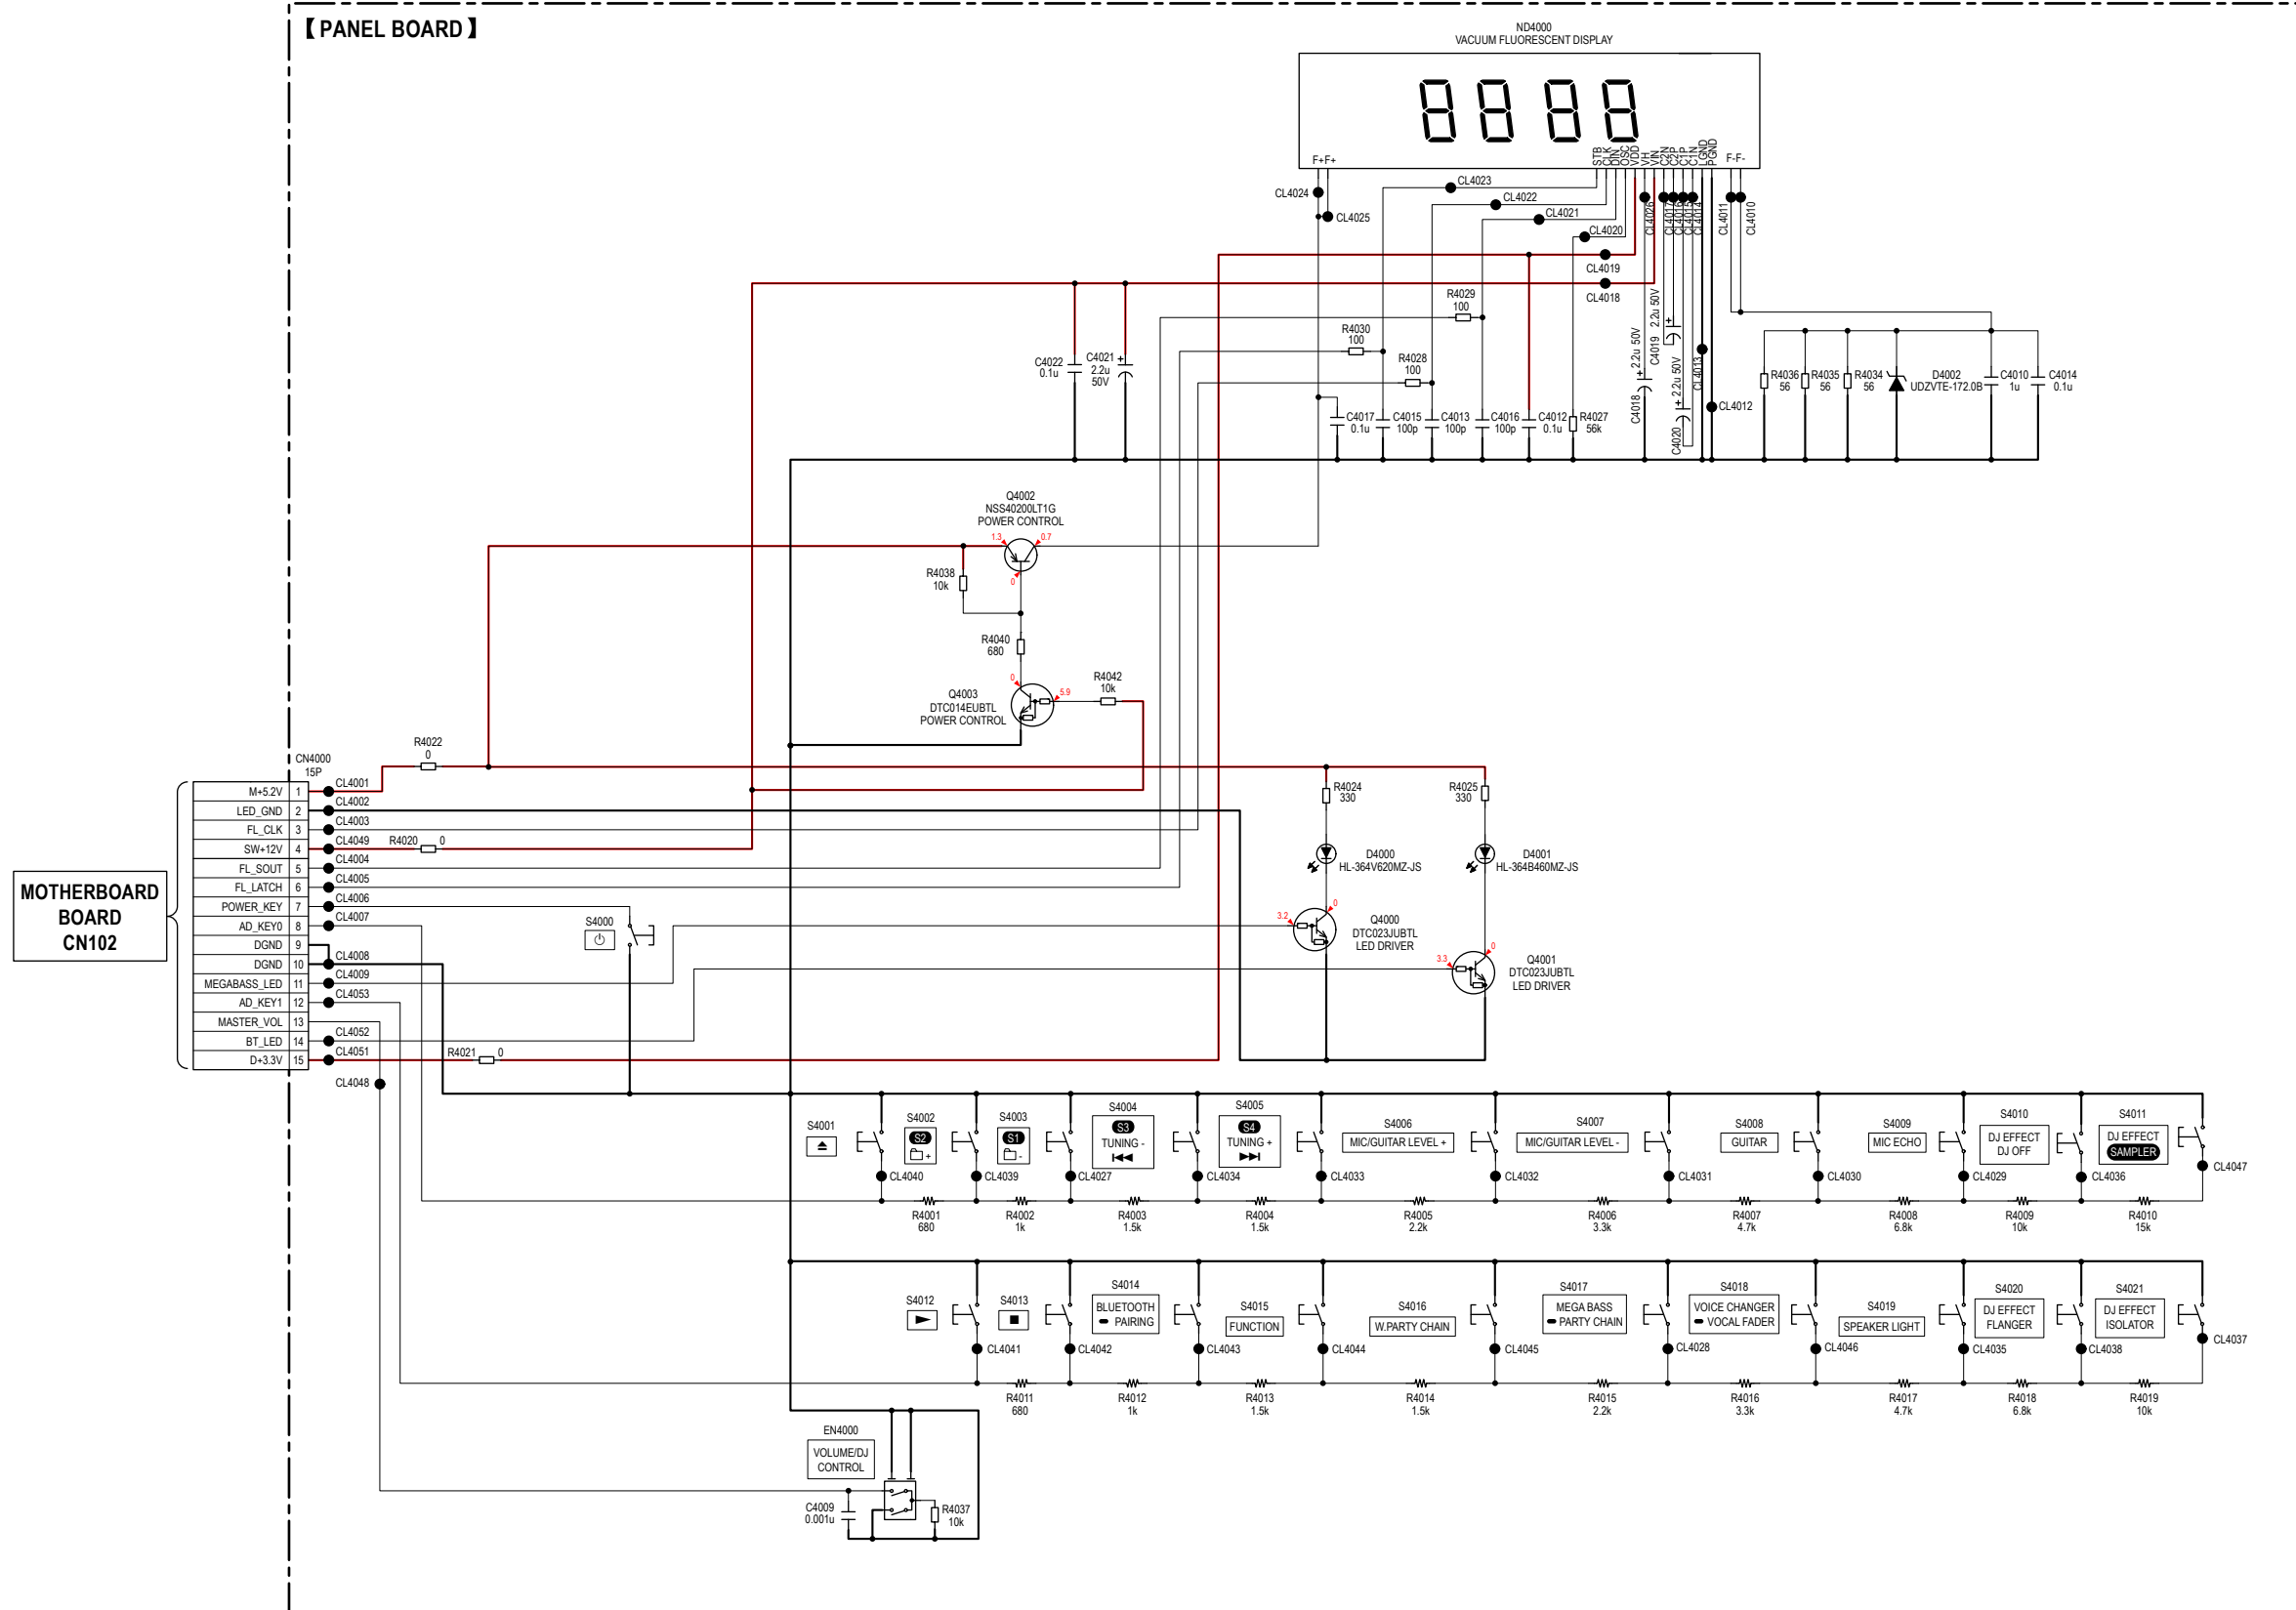 【 PANEL BOARD 】
ND4000
VACUUM FLUORESCENT DISPLAY
F+F+
STB
CLK
DIN
OSC
VDD
VH
VIN
C2N
C2P
C1P
C1N
LGND
PGND
F-F-
CL4024
CL4025
CL4023
CL4022
CL4021
CL4020
CL4019
CL4018
CL4026
CL4017
CL4016
CL4015
CL4014
CL4011
CL4010
R4029
100
R4030
100
R4028
100
C4022
0.1u
C4021
2.2u
50V
+
C4017
0.1u
C4015
100p
C4013
100p
C4016
100p
C4012
0.1u
R4027
56k
C4018
+ 2.2u 50V
C4019
2.2u 50V
+
C4020
+ 2.2u 50V
CL4013
CL4012
R4036
56
R4035
56
R4034
56
D4002
UDZVTE-172.0B
C4010
1u
C4014
0.1u
Q4002
NSS40200LT1G
POWER CONTROL
1.3
0.7
0
R4038
10k
R4040
680
Q4003
DTC014EUBTL
POWER CONTROL
0
5.9
R4042
10k
R4022
0
CN4000
15P
MOTHERBOARD
BOARD
CN102
M+5.2V 1 CL4001
LED_GND 2 CL4002
FL_CLK 3 CL4003
SW+12V 4 CL4049
FL_SOUT 5 CL4004
FL_LATCH 6 CL4005
POWER_KEY 7 CL4006
AD_KEY0 8 CL4007
DGND 9
DGND 10 CL4008
MEGABASS_LED 11 CL4009
AD_KEY1 12 CL4053
MASTER_VOL 13
BT_LED 14 CL4052
D+3.3V 15 CL4051
CL4048
R4020 0
R4021 0
S4000
R4024
330
R4025
330
D4000
HL-364V620MZ-JS
D4001
HL-364B460MZ-JS
3.2
0
Q4000
DTC023JUBTL
LED DRIVER
3.3
0
Q4001
DTC023JUBTL
LED DRIVER
S4001
S4002
S2
+
S4003
S1
-
S4004
S3
TUNING -
S4005
S4
TUNING +
S4006
MIC/GUITAR LEVEL +
S4007
MIC/GUITAR LEVEL -
S4008
GUITAR
S4009
MIC ECHO
S4010
DJ EFFECT
DJ OFF
S4011
DJ EFFECT
SAMPLER
CL4040
CL4039
CL4027
CL4034
CL4033
CL4032
CL4031
CL4030
CL4029
CL4036
CL4047
R4001
680
R4002
1k
R4003
1.5k
R4004
1.5k
R4005
2.2k
R4006
3.3k
R4007
4.7k
R4008
6.8k
R4009
10k
R4010
15k
S4012
S4013
S4014
BLUETOOTH
PAIRING
S4015
FUNCTION
S4016
W.PARTY CHAIN
S4017
MEGA BASS
PARTY CHAIN
S4018
VOICE CHANGER
VOCAL FADER
S4019
SPEAKER LIGHT
S4020
DJ EFFECT
FLANGER
S4021
DJ EFFECT
ISOLATOR
CL4041
CL4042
CL4043
CL4044
CL4045
CL4028
CL4046
CL4035
CL4038
CL4037
R4011
680
R4012
1k
R4013
1.5k
R4014
1.5k
R4015
2.2k
R4016
3.3k
R4017
4.7k
R4018
6.8k
R4019
10k
EN4000
VOLUME/DJ
CONTROL
C4009
0.001u
R4037
10k